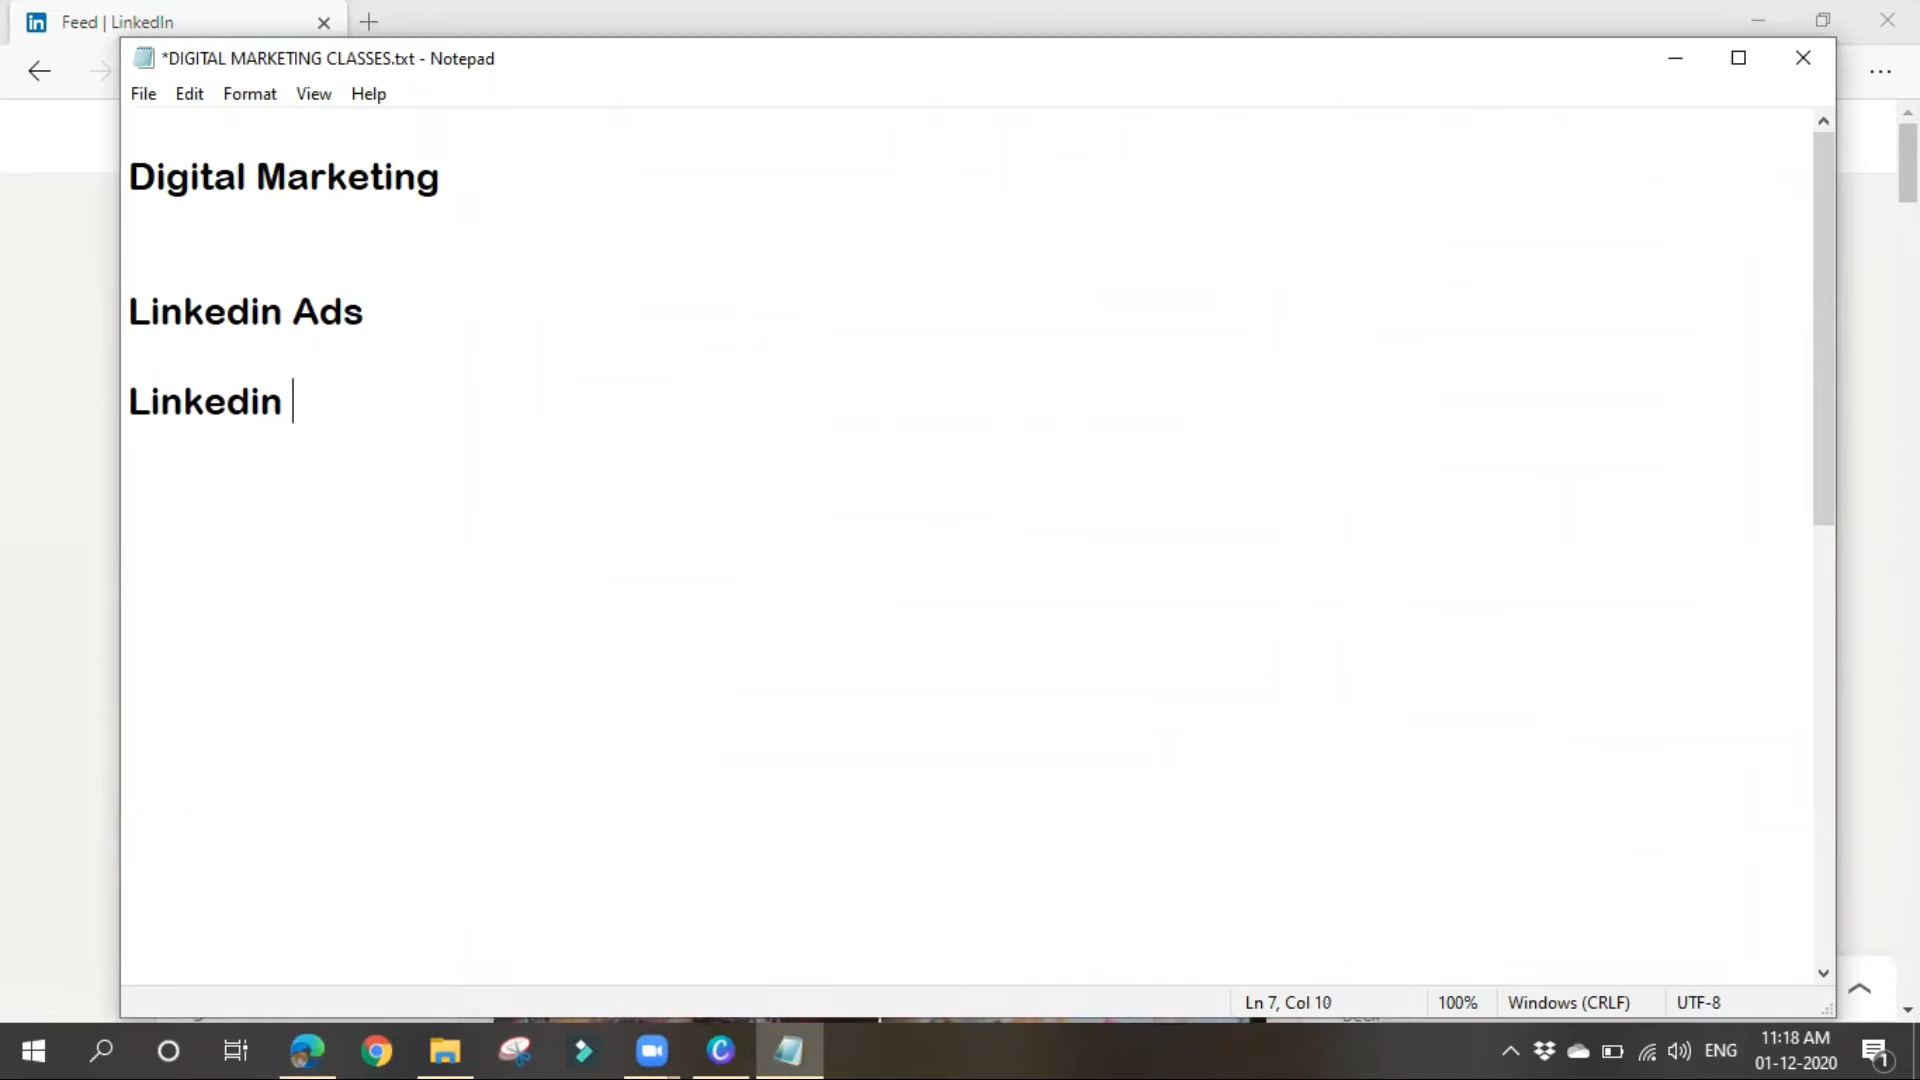 Feed | LinkedIn
*DIGITAL MARKETING CLASSES.txt - Notepad
File Edit Format View Help
Digital Marketing
Linkedin Ads
Linkedin
Ln 7, Col 10 100% Windows (CRLF) UTF-8
ENG
11:18 AM
01-12-2020
1